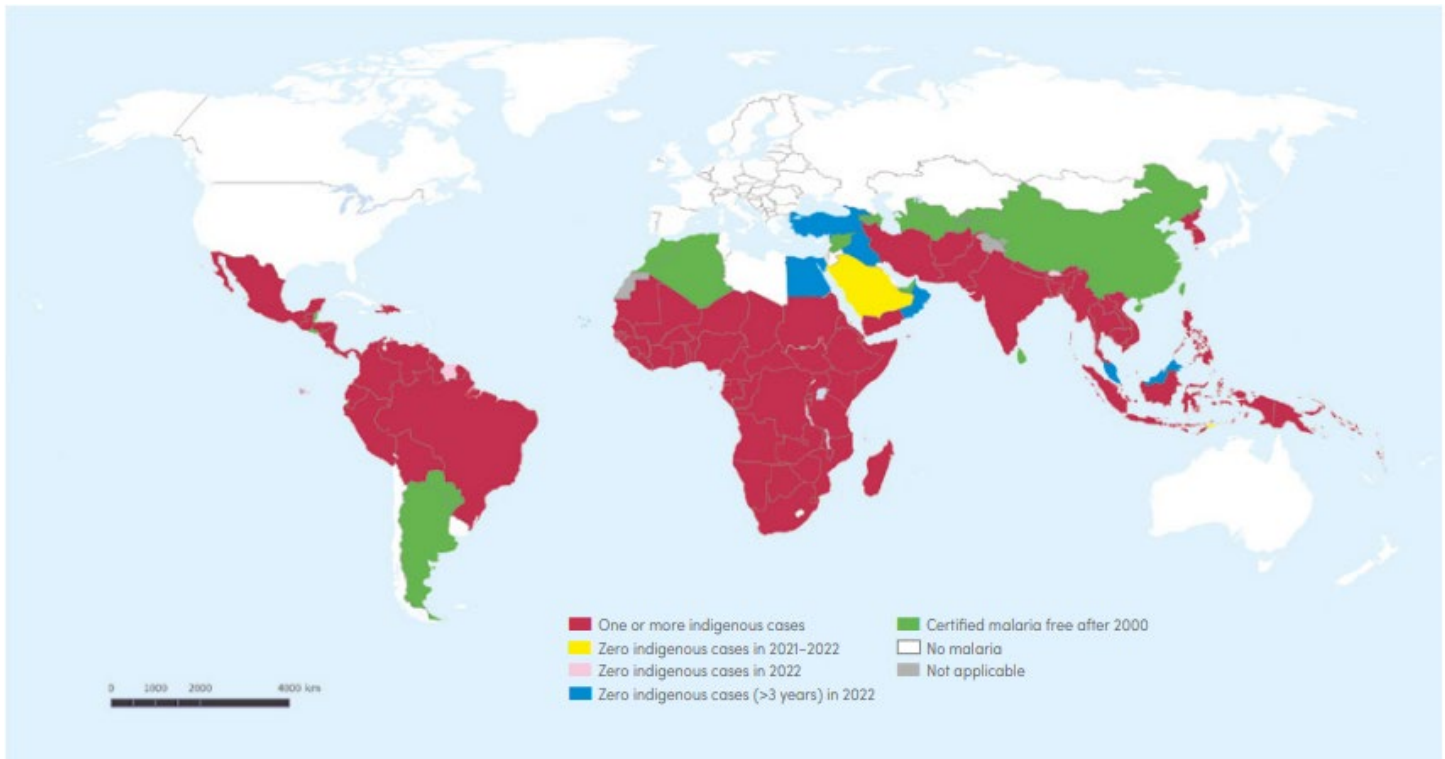 One or more indigenous cases
Zero indigenous cases in 2021–2022
Zero indigenous cases in 2022
Zero indigenous cases (>3 years) in 2022
Certified malaria free after 2000
No malaria
Not applicable
0 1000 2000 4000 km